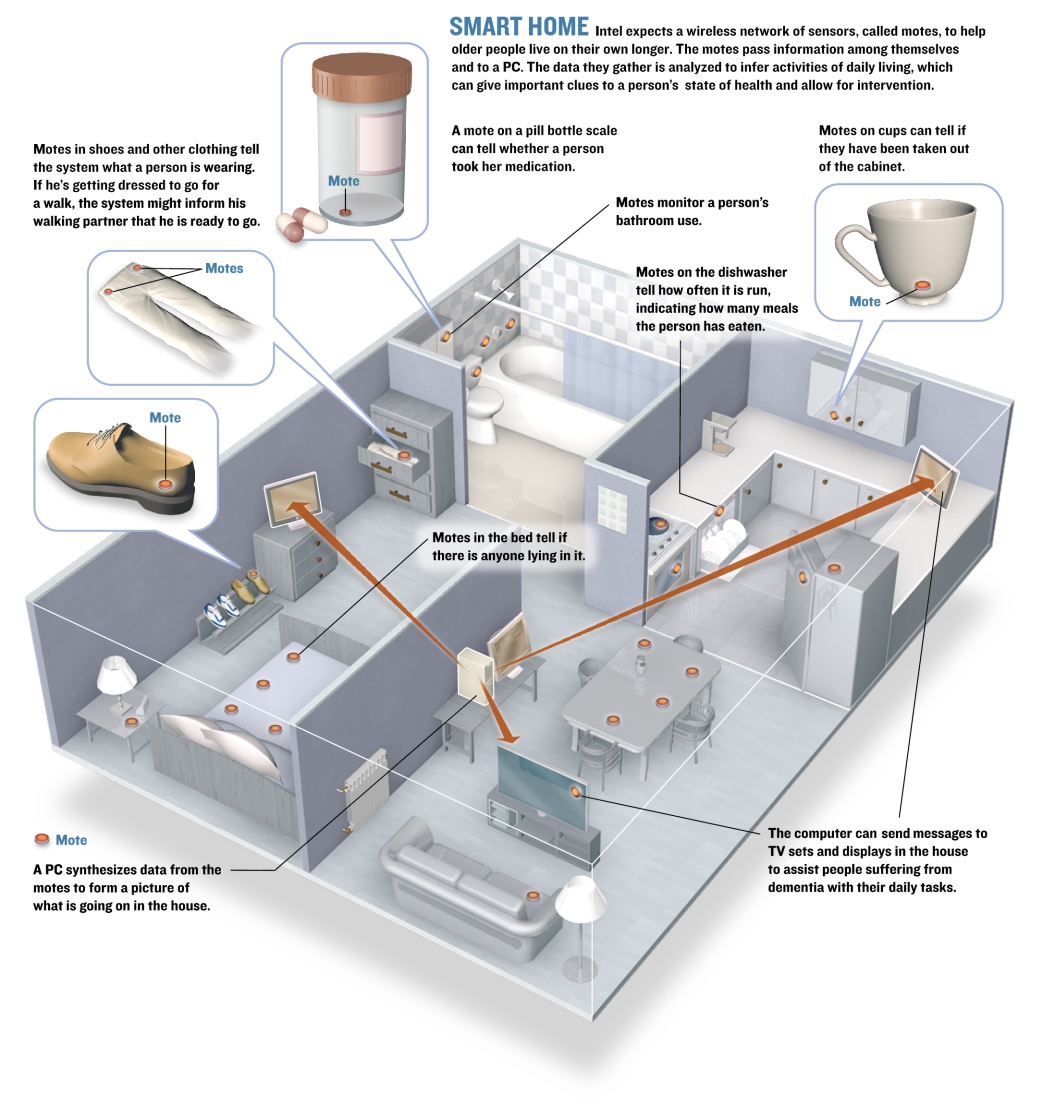 SMART HOME Intel expects a wireless network of sensors, called motes, to help
older people live on their own longer. The motes pass information among themselves
and to a PC. The data they gather is analyzed to infer activities of daily living, which
can give important clues to a person's state of health and allow for intervention.
A mote on a pill bottle scale
can tell whether a person
took her medication.
Motes on cups can tell if
they have been taken out
of the cabinet.
Motes in shoes and other clothing tell
the system what a person is wearing.
If he's getting dressed to go for
a walk, the system might inform his
walking partner that he is ready to go.
Mote
Motes monitor a person's
bathroom use.
Motes
Motes on the dishwasher
tell how often it is run,
indicating how many meals
the person has eaten.
Mote
Mote
Motes in the bed tell if
there is anyone lying in it.
Mote
A PC synthesizes data from the
motes to form a picture of
what is going on in the house.
The computer can send messages to
TV sets and displays in the house
to assist people suffering from
dementia with their daily tasks.